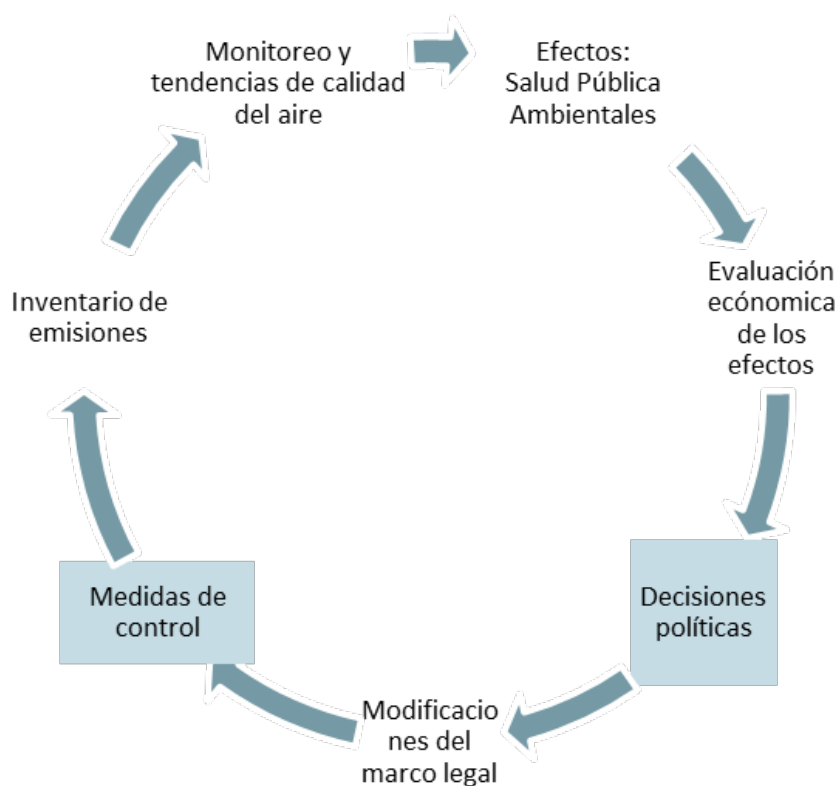 Monitoreo y
tendencias de calidad
del aire
Efectos:
Salud Pública
Ambientales
Evaluación
ecónomica
de los
efectos
Decisiones
políticas
Modificacio
nes del
marco legal
Medidas de
control
Inventario de
emisiones